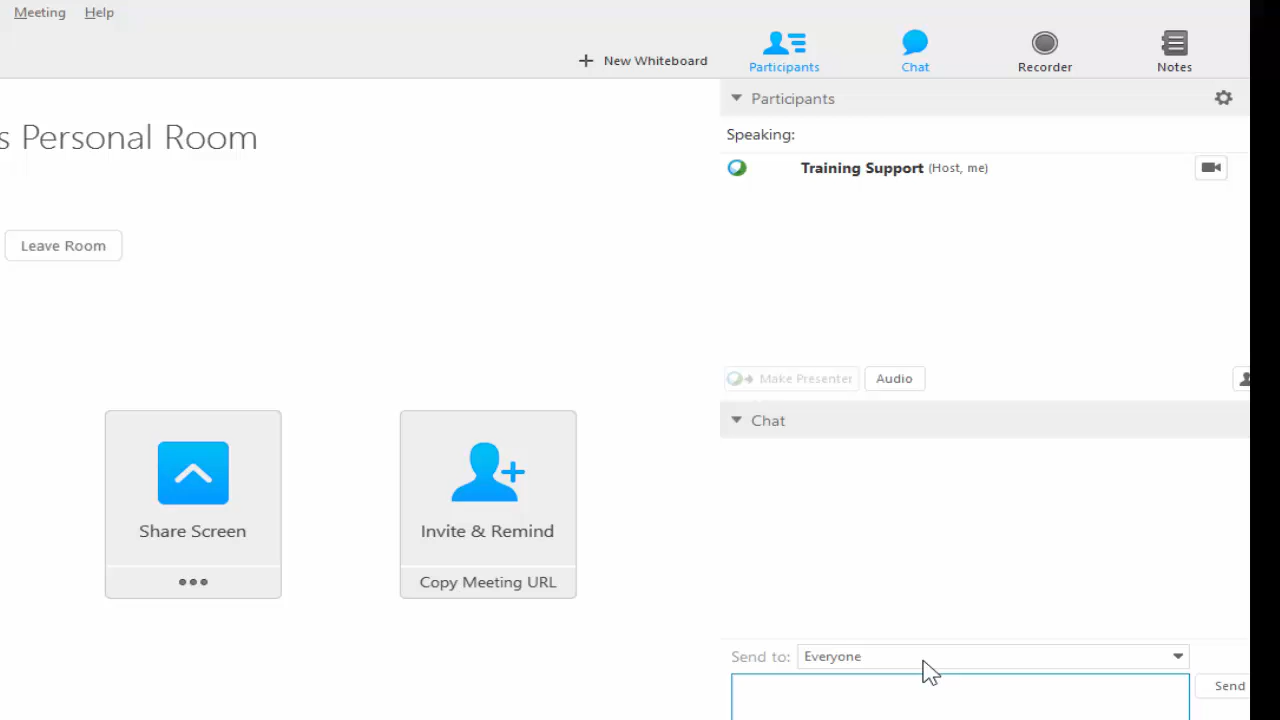 Meeting Help
New Whiteboard
Participants
Chat
Recorder
Notes
Participants
s Personal Room
Speaking:
Training Support (Host, me)
Leave Room
Make Presenter
Audio
Chat
Share Screen
Invite & Remind
Copy Meeting URL
Send to: Everyone
Send